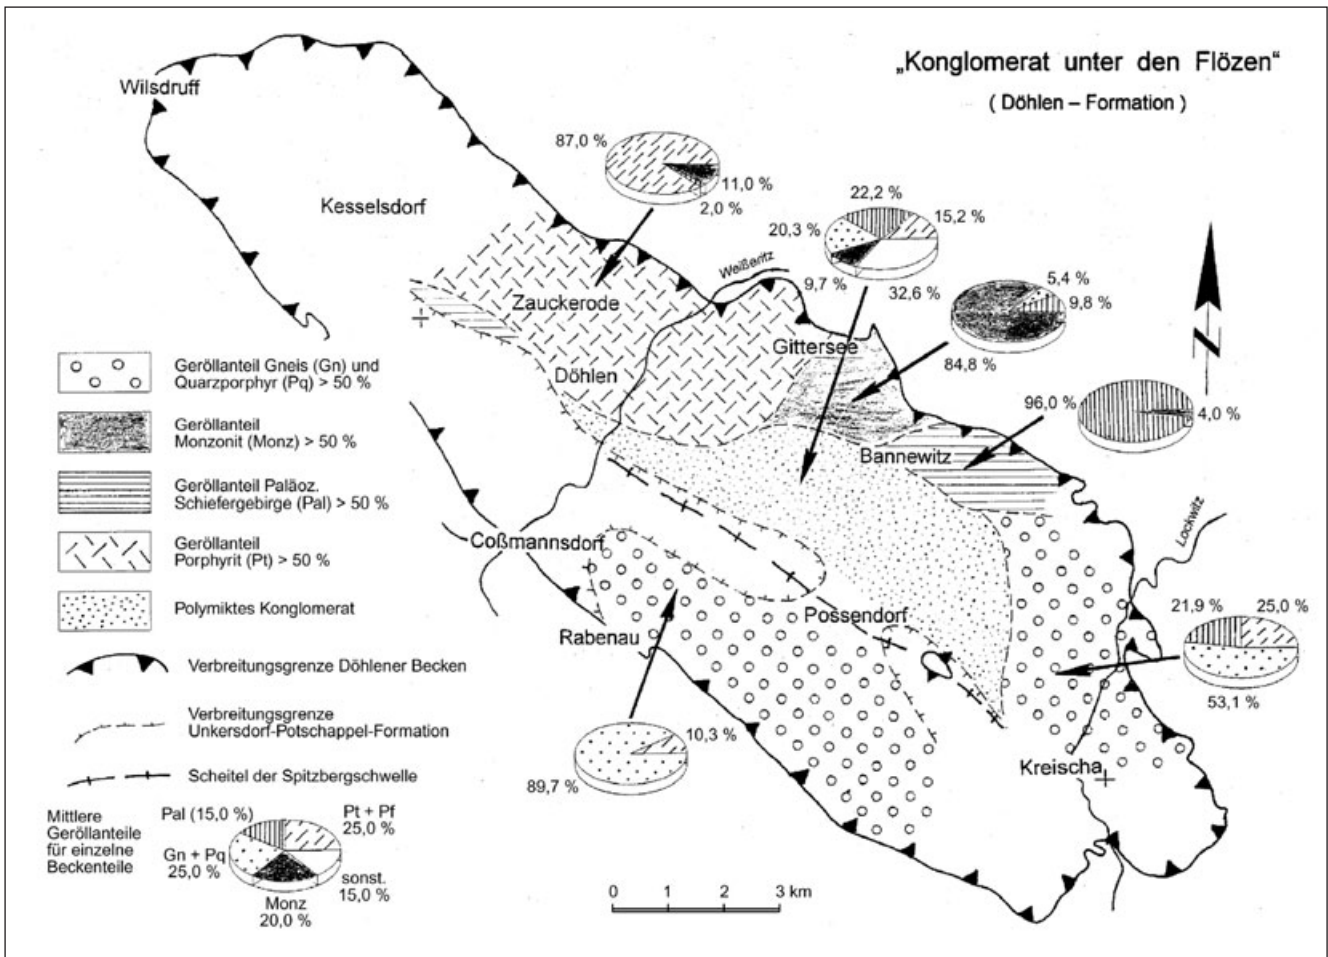 „Konglomerat unter den Flözen“
( Döhlen – Formation )
Wilsdruff
87,0 %
11,0 %
2,0 %
Kesselsdorf
22,2 %
15,2 %
20,3 %
9,7 %
32,6 %
Weißeritz
5,4 %
9,8 %
84,8 %
Zauckerode
Gittersee
Döhlen
96,0 %
4,0 %
Bannewitz
Lockwitz
Coßmannsdorf
Rabenau
Possendorf
21,9 %
25,0 %
53,1 %
10,3 %
89,7 %
Kreischa
Geröllanteil Gneis (Gn) und
Quarzporphyr (Pq) > 50 %
Geröllanteil
Monzonit (Monz) > 50 %
Geröllanteil Paläoz.
Schiefergebirge (Pal) > 50 %
Geröllanteil
Porphyrit (Pt) > 50 %
Polymiktes Konglomerat
Verbreitungsgrenze Döhlener Becken
Verbreitungsgrenze
Unkersdorf-Potschappel-Formation
Scheitel der Spitzbergschwelle
Mittlere
Geröllanteile
für einzelne
Beckenteile
Pal (15,0 %)
Pt + Pf
25,0 %
Gn + Pq
25,0 %
sonst.
15,0 %
Monz
20,0 %
0 1 2 3 km
N